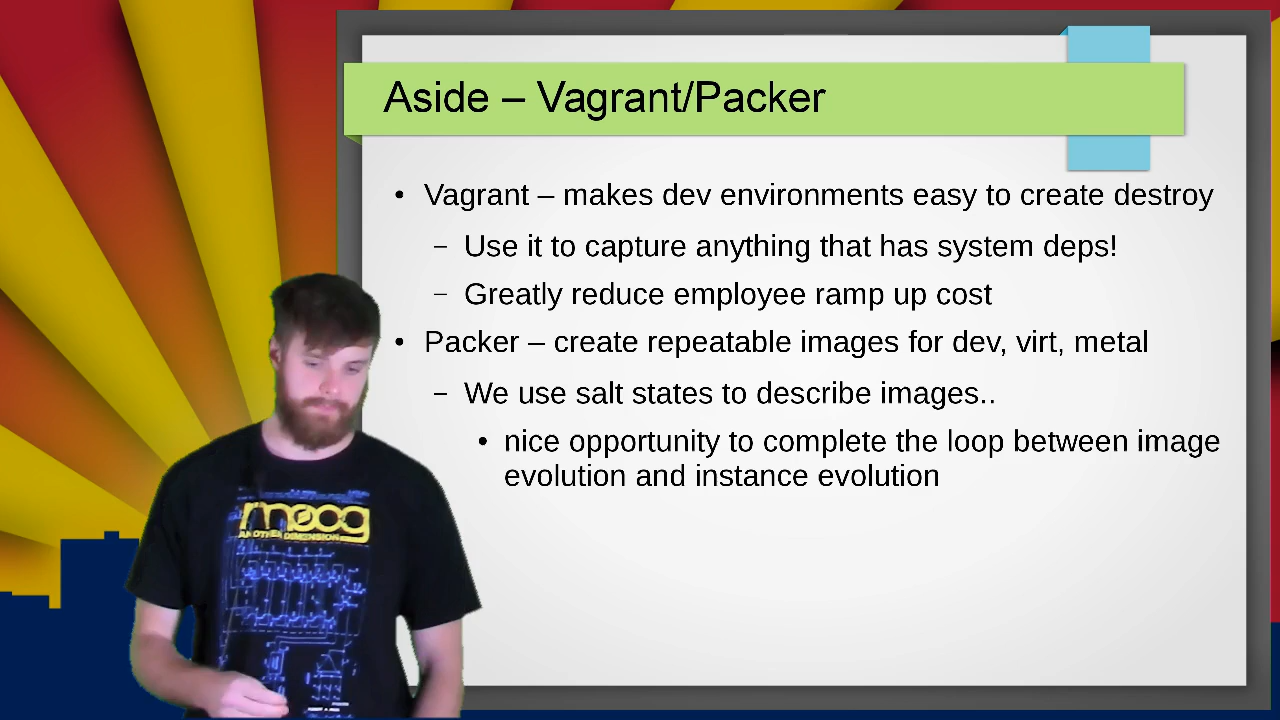 Aside – Vagrant/Packer
• Vagrant – makes dev environments easy to create destroy
– Use it to capture anything that has system deps!
– Greatly reduce employee ramp up cost
• Packer – create repeatable images for dev, virt, metal
– We use salt states to describe images..
• nice opportunity to complete the loop between image
evolution and instance evolution
moog
ANOTHER DIMENSION